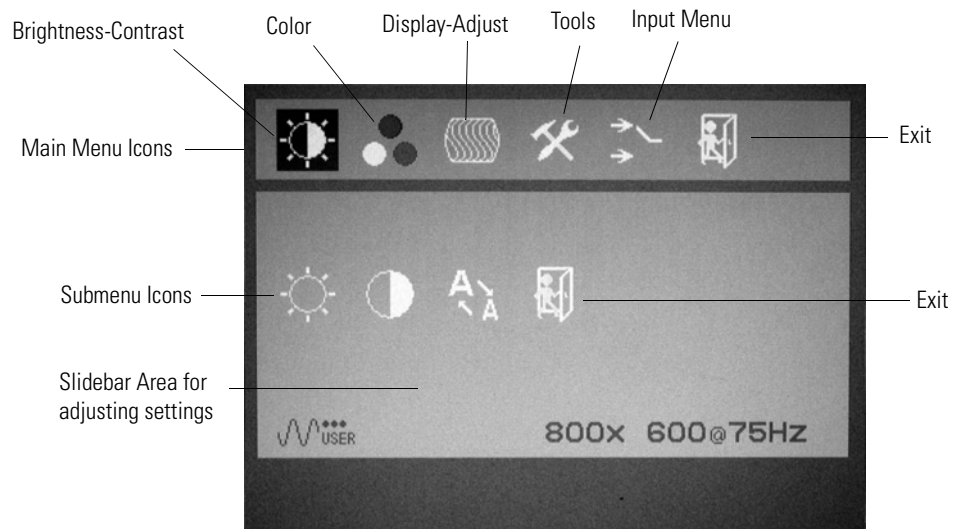 Brightness-Contrast
Color
Display-Adjust
Tools
Input Menu
Main Menu Icons
Exit
Submenu Icons
A
A
Exit
Slidebar Area for
adjusting settings
USER
800x 600@75Hz